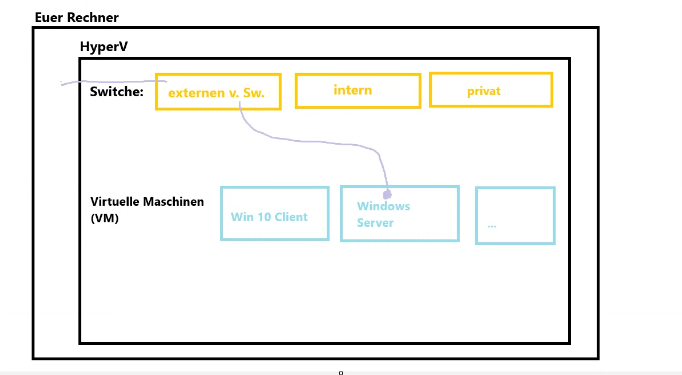 Euer Rechner
HyperV
Switche:
externen v. Sw.
intern
privat
Virtuelle Maschinen
(VM)
Win 10 Client
Windows
Server
...